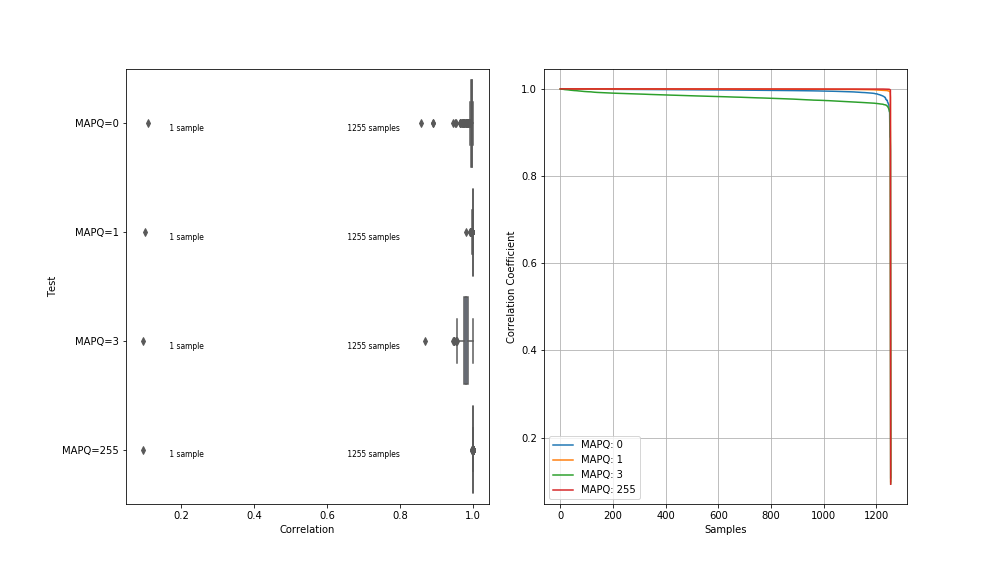 MAPQ=0
1 sample
1255 samples
MAPQ=1
1 sample
1255 samples
Test
MAPQ=3
1 sample
1255 samples
MAPQ=255
1 sample
1255 samples
0.2 0.4 0.6 0.8 1.0
Correlation
Correlation Coefficient
1.0
0.8
0.6
0.4
0.2
MAPQ: 0
MAPQ: 1
MAPQ: 3
MAPQ: 255
0 200 400 600 800 1000 1200
Samples